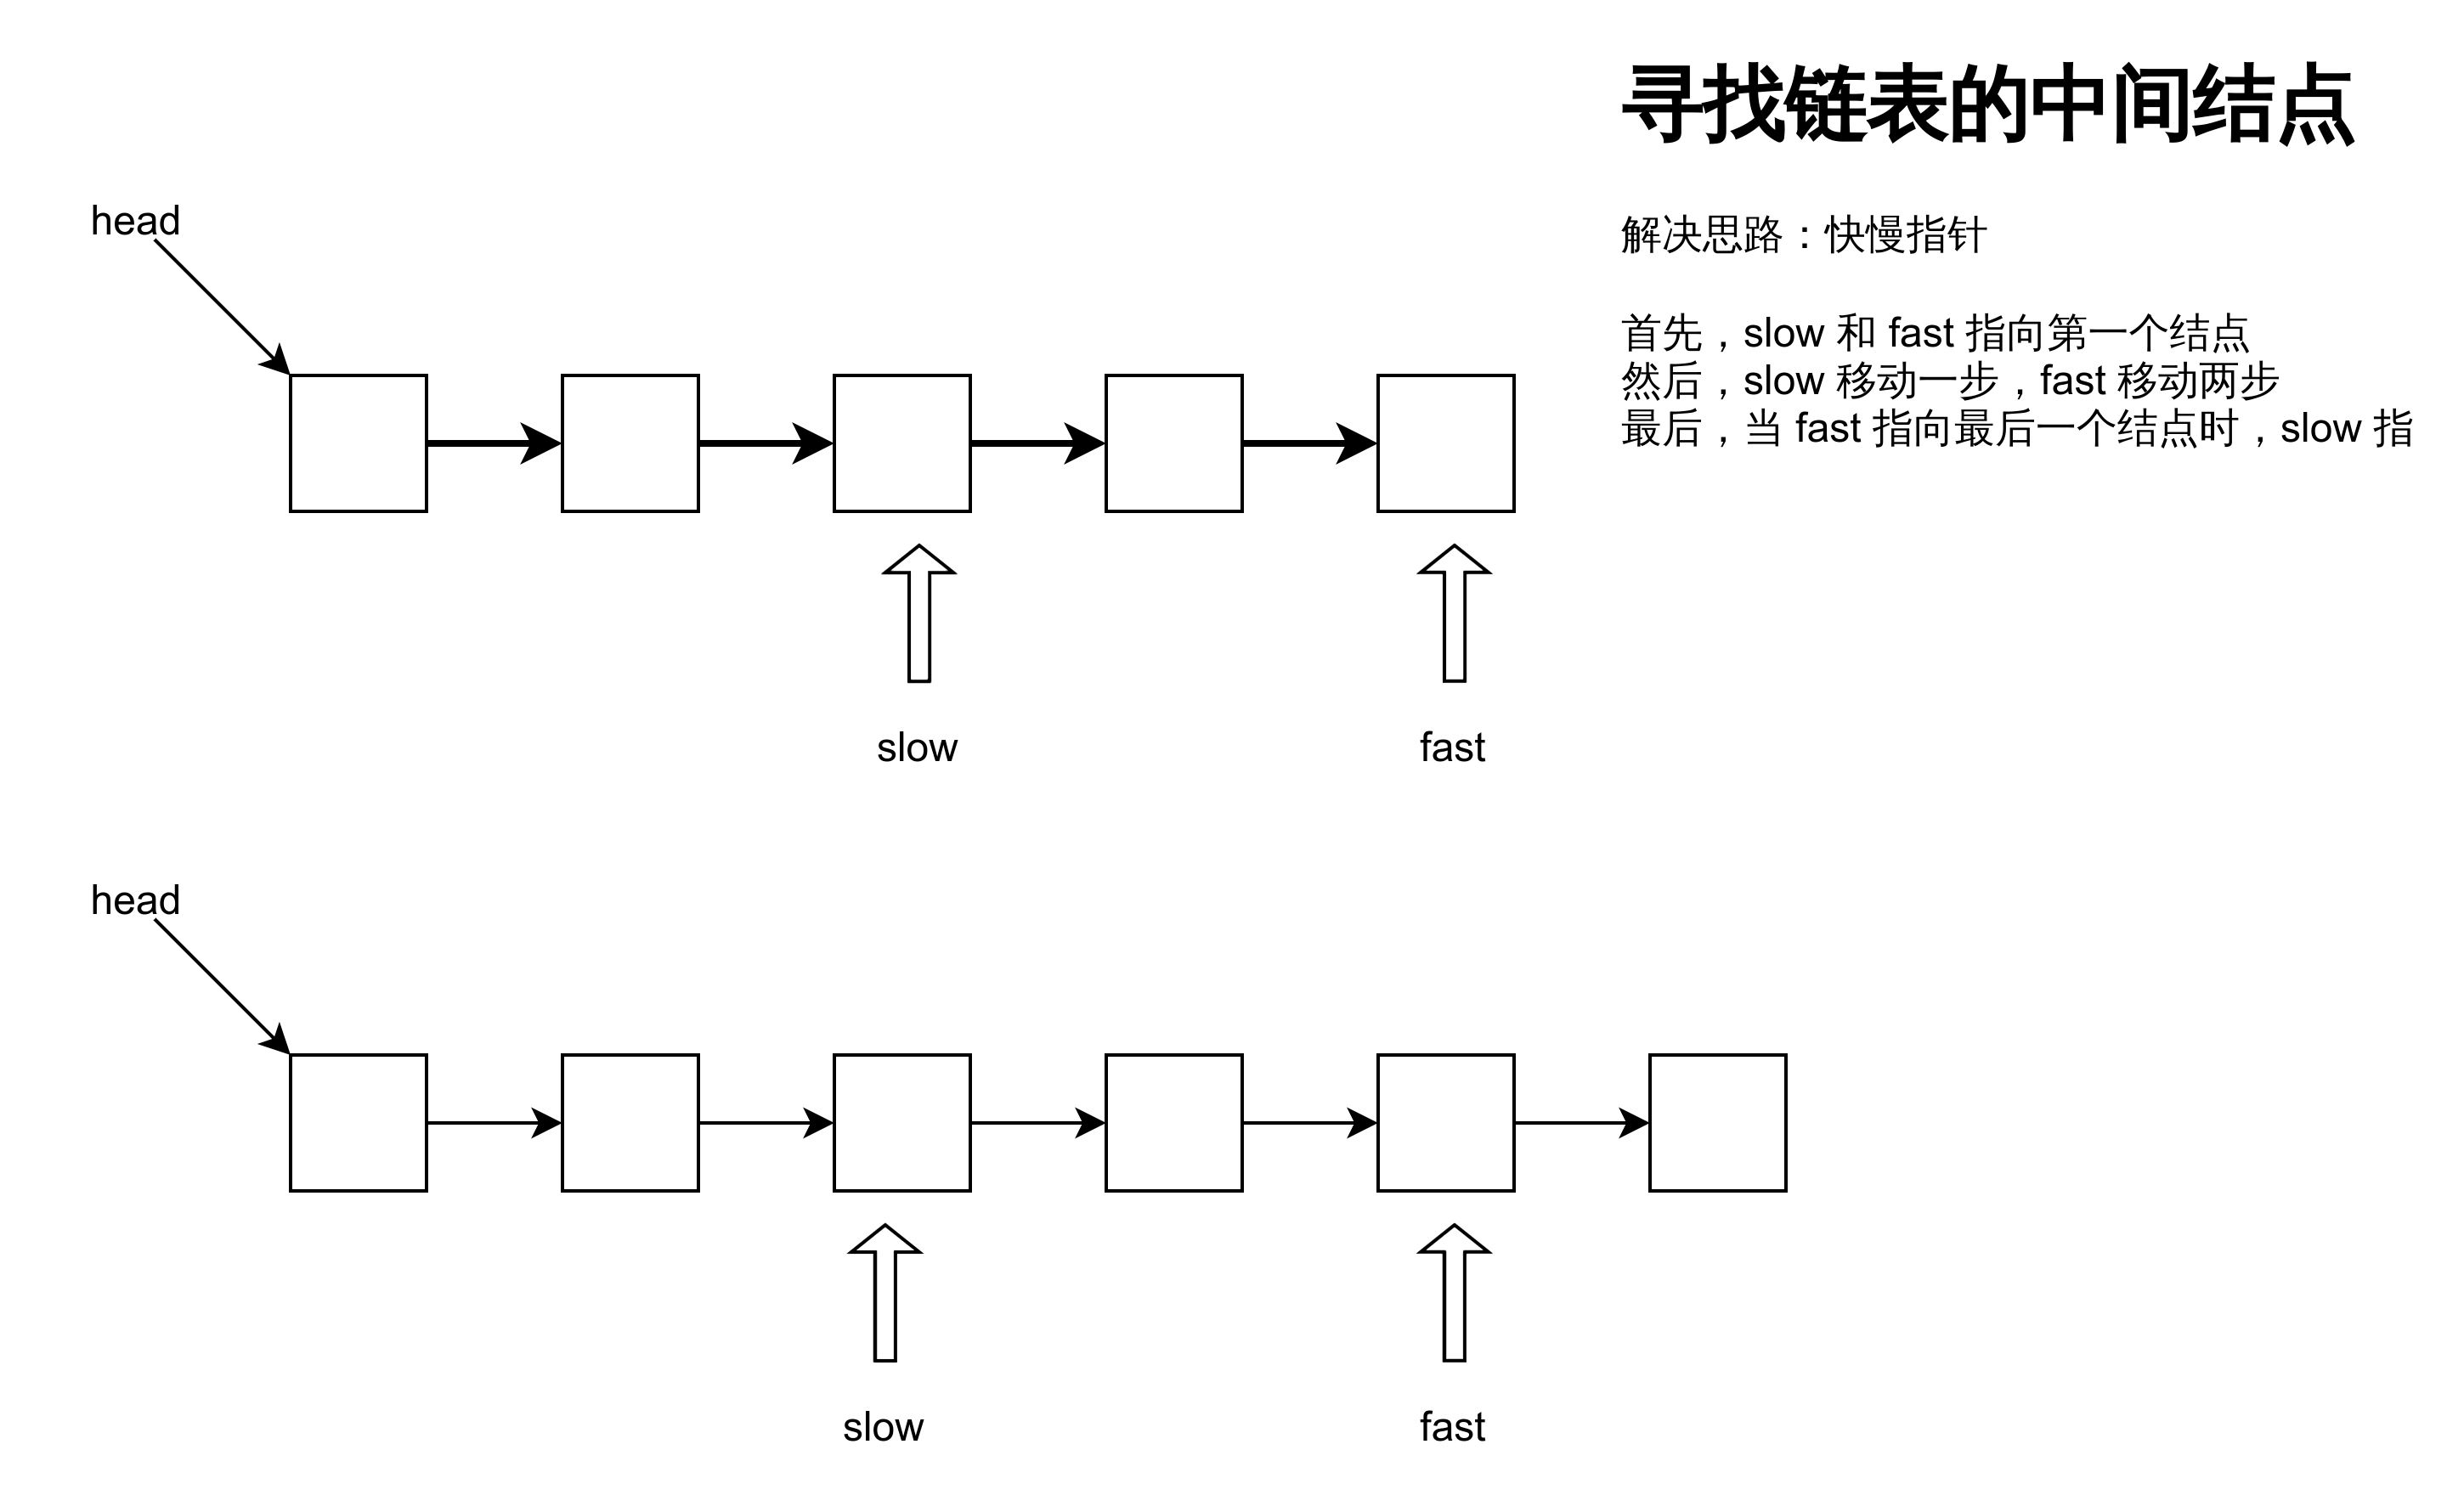 寻找链表的中间结点
解决思路：快慢指针
首先，slow 和 fast 指向第一个结点
然后，slow 移动一步，fast 移动两步
最后，当 fast 指向最后一个结点时，slow 指
head
slow
fast
head
slow
fast